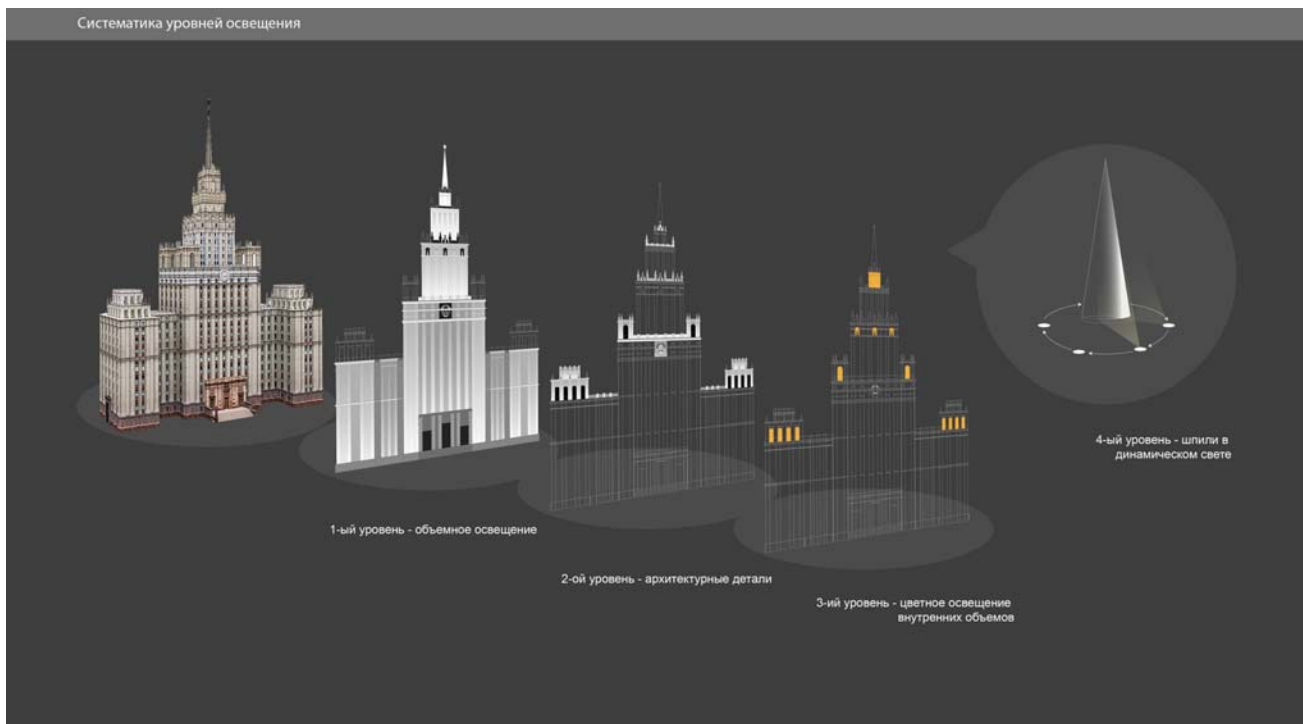 Систематика уровней освещения
1-ый уровень - объемное освещение
2-ой уровень - архитектурные детали
3-ий уровень - цветное освещение
внутренних объемов
4-ый уровень - шпили в
динамическом свете